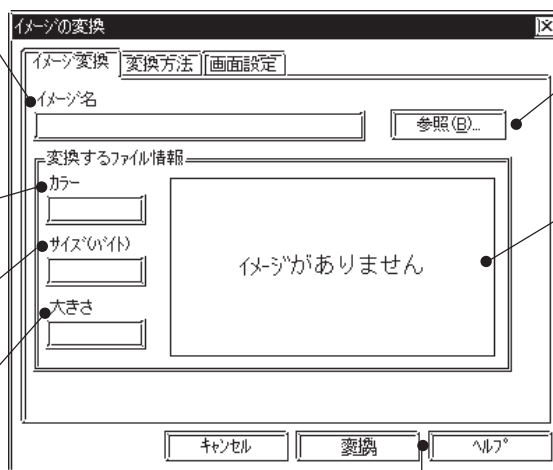 イメージの変換
イメージ変換 変換方法 画面設定
イメージ名
参照(B)...
変換するファイル情報
カラー
サイズ(バイト)
大きさ
イメージがありません
キャンセル 変換 ヘルプ